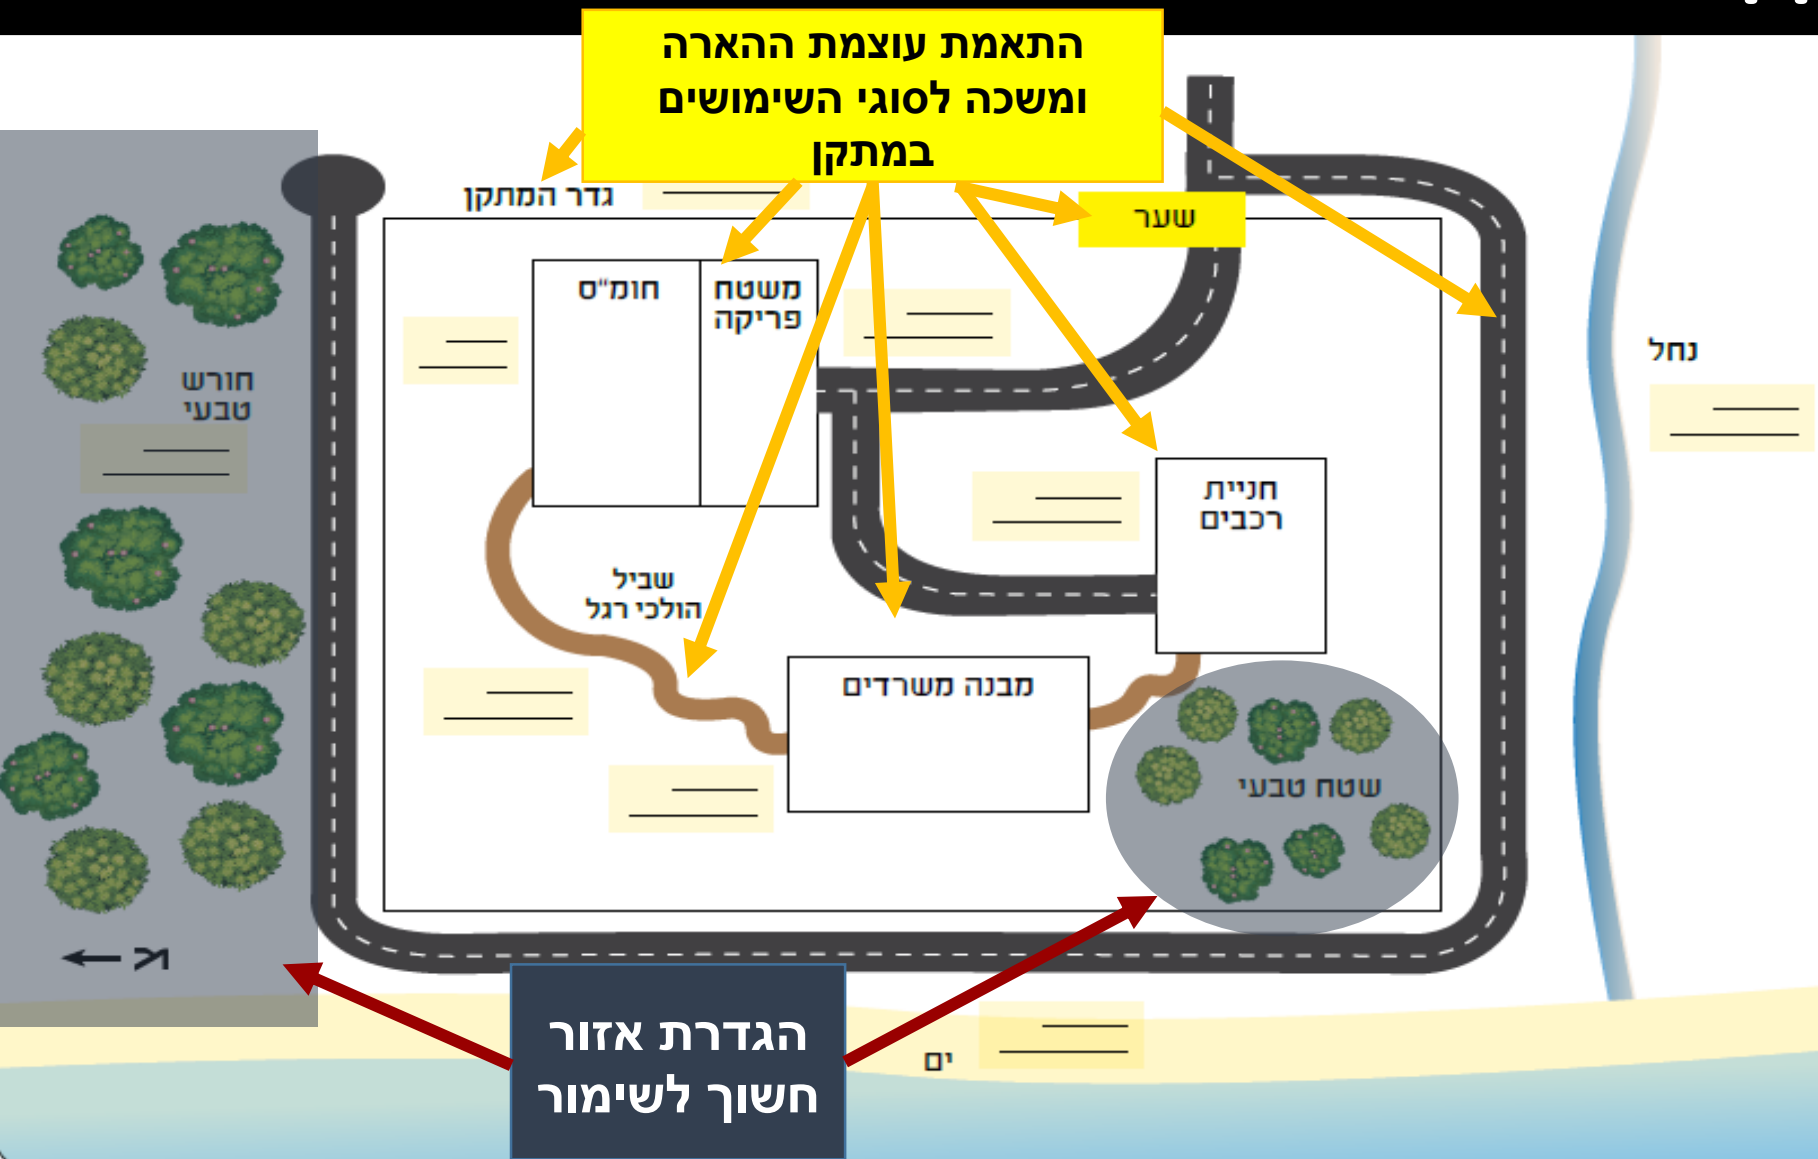 התאמת עוצמת ההארה
ומשכה לסוגי השימושים
במתקן
גדר המתקן
שער
חומ"ס
משטח
פריקה
נחל
חורש
טבעי
חניית
רכבים
שביל
הולכי רגל
מבנה משרדים
שטח טבעי
א
הגדרת אזור
חשוך לשימור
ים